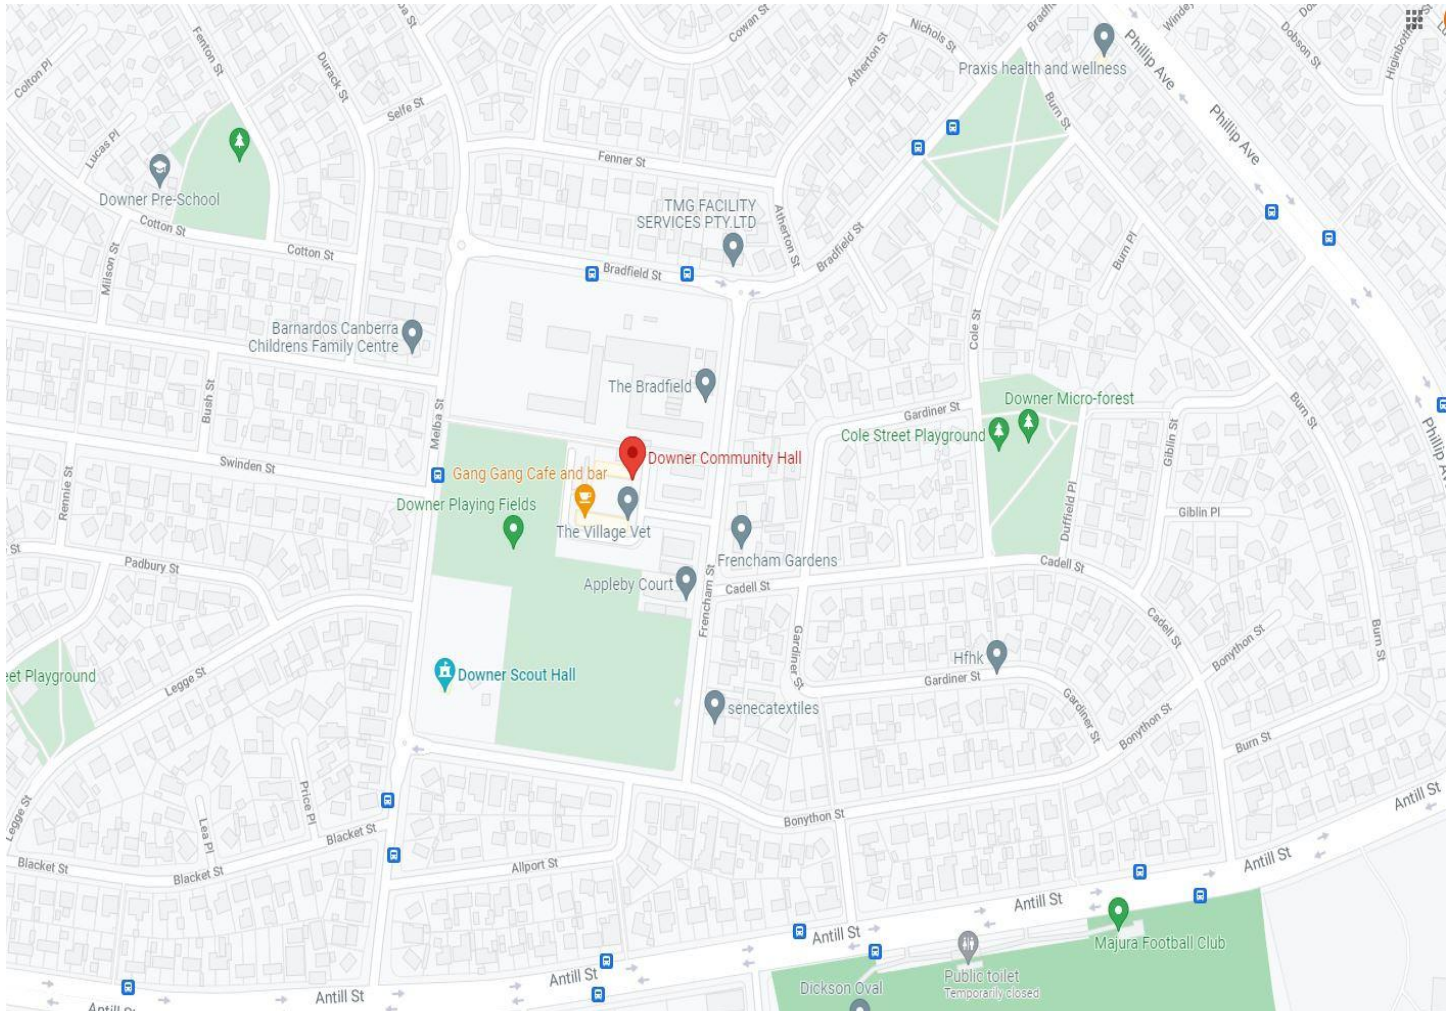 Cowan St
Nichols St
Phillip Ave
Dobson St
Fenton St
Atherton St
Praxis health and wellness
Colton Pl
Durack St
Selfe St
Burn St
Phillip Ave
Lucas Pl
Fenner St
Downer Pre-School
TMG FACILITY
SERVICES PTY.LTD
Atherton St
Cotton St
Cotton St
Bradfield St
Burn Pl
Milson St
Bradfield St
Barnardos Canberra
Childrens Family Centre
Cole St
The Bradfield
Downer Micro-forest
Bush St
Melba St
Gardiner St
Burn St
Cole Street Playground
Phillip
Giblin St
Swinden St
Downer Community Hall
Gang Gang Cafe and bar
Rennie St
Downer Playing Fields
Duffield Pl
Giblin Pl
The Village Vet
St
Frencham Gardens
Padbury St
Cadell St
Appleby Court
Cadell St
Frencham St
Cadell St
Gardiner St
Bonython St
Burn St
Hfhk
eet Playground
Legge St
Downer Scout Hall
Gardiner St
senecatextiles
Gardiner St
Bonython St
Burn St
Legge St
Price Pl
Antill St
Bonython St
Lea Pl
Blacket St
Blacket St
Blacket St
Allport St
Antill St
Antill St
Antill St
Majura Football Club
Public toilet
Temporarily closed
Antill St
Dickson Oval
Antill St
Antill St